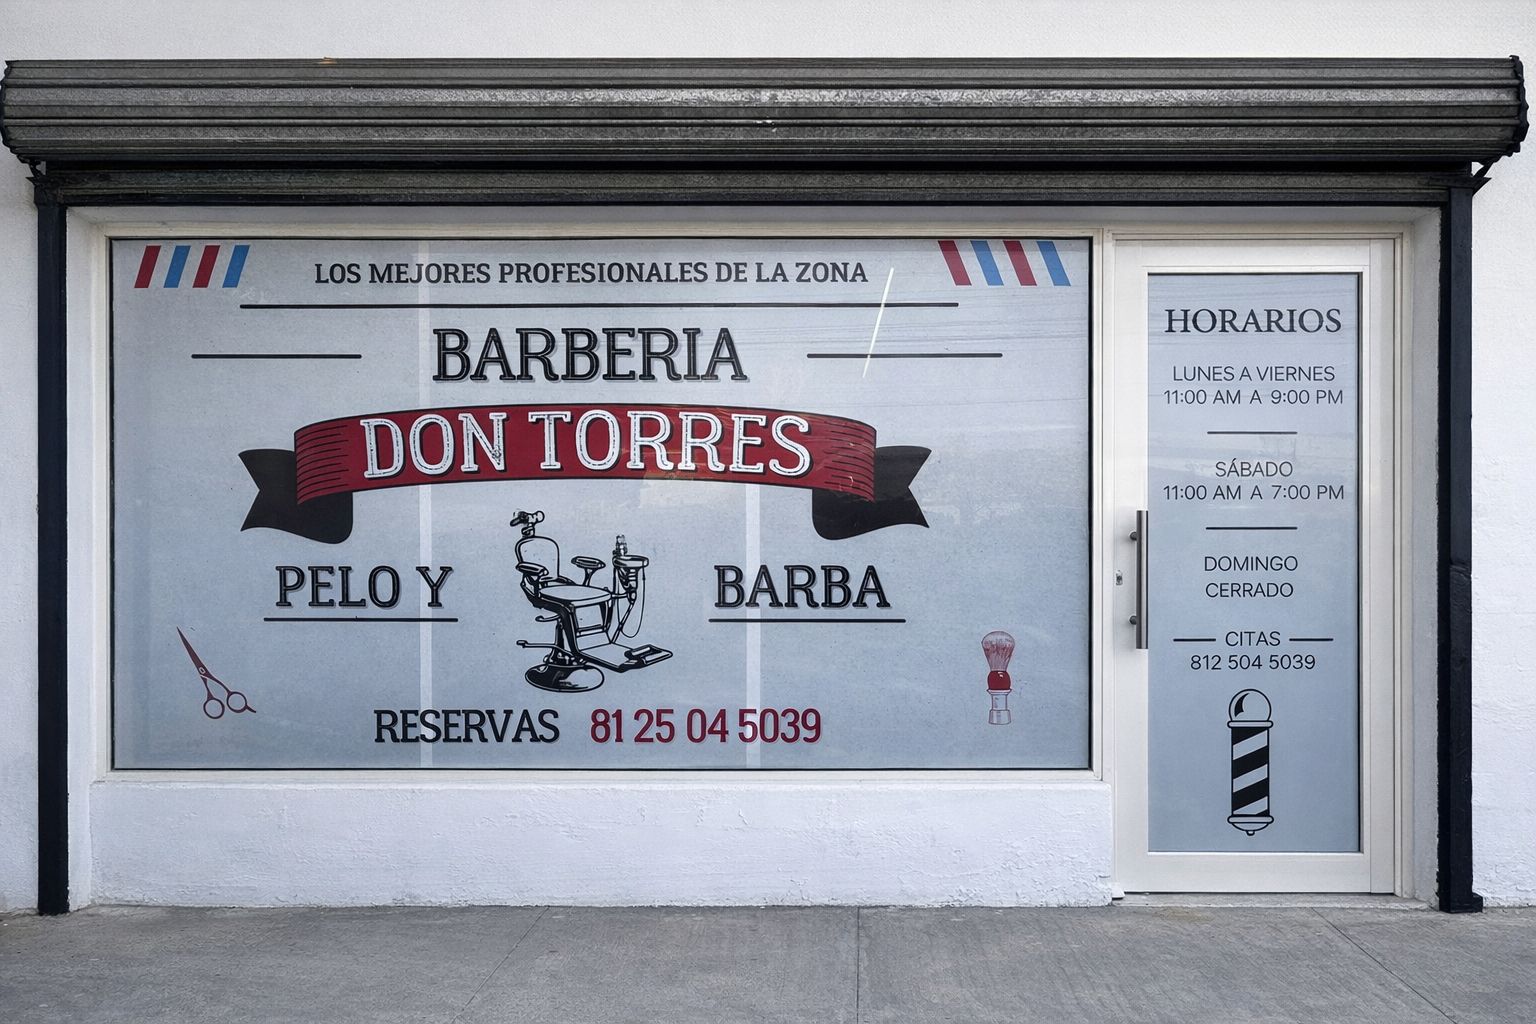 LOS MEJORES PROFESIONALES DE LA ZONA
BARBERIA
DON TORRES
PELO Y BARBA
RESERVAS 81 25 04 5039
HORARIOS
LUNES A VIERNES
11:00 AM A 9:00 PM
SÁBADO
11:00 AM A 7:00 PM
DOMINGO
CERRADO
CITAS
812 504 5039